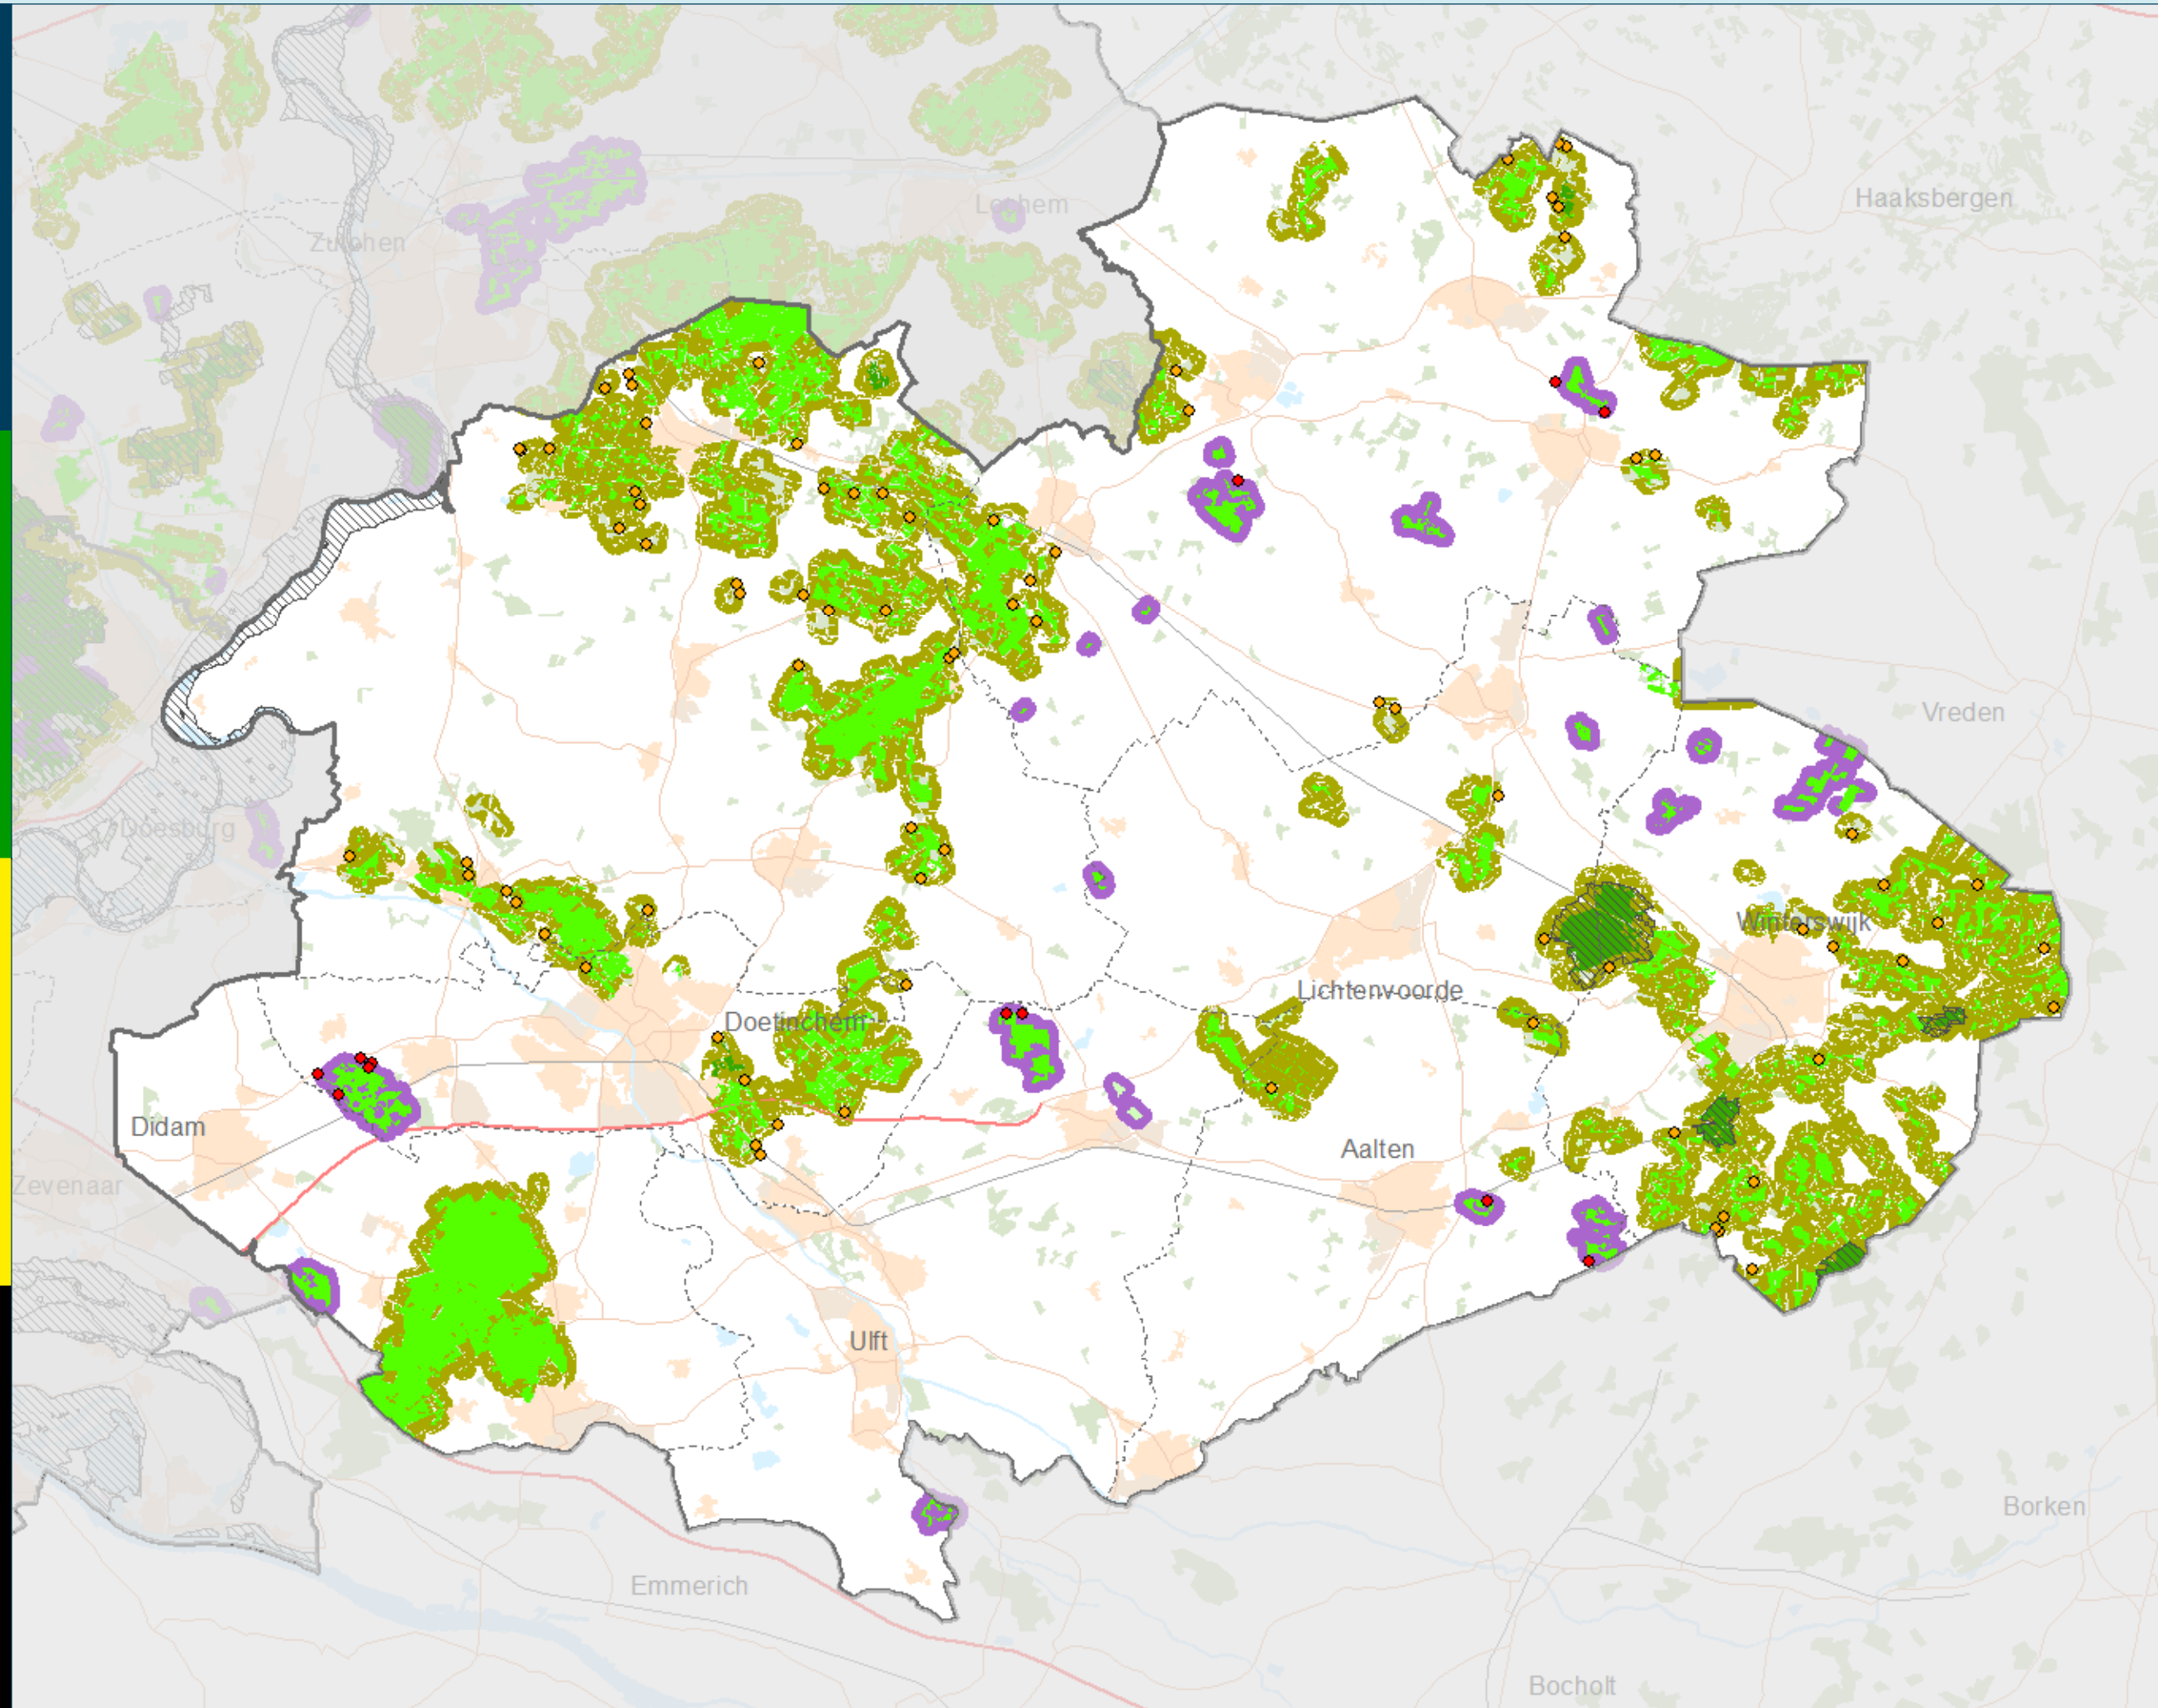 Haaksbergen
Lochem
Zutphen
Vreden
Doesburg
Winterswijk
Lichtenvoorde
Doetinchem
Didam
Aalten
Zevenaar
Ulft
Borken
Emmerich
Bocholt